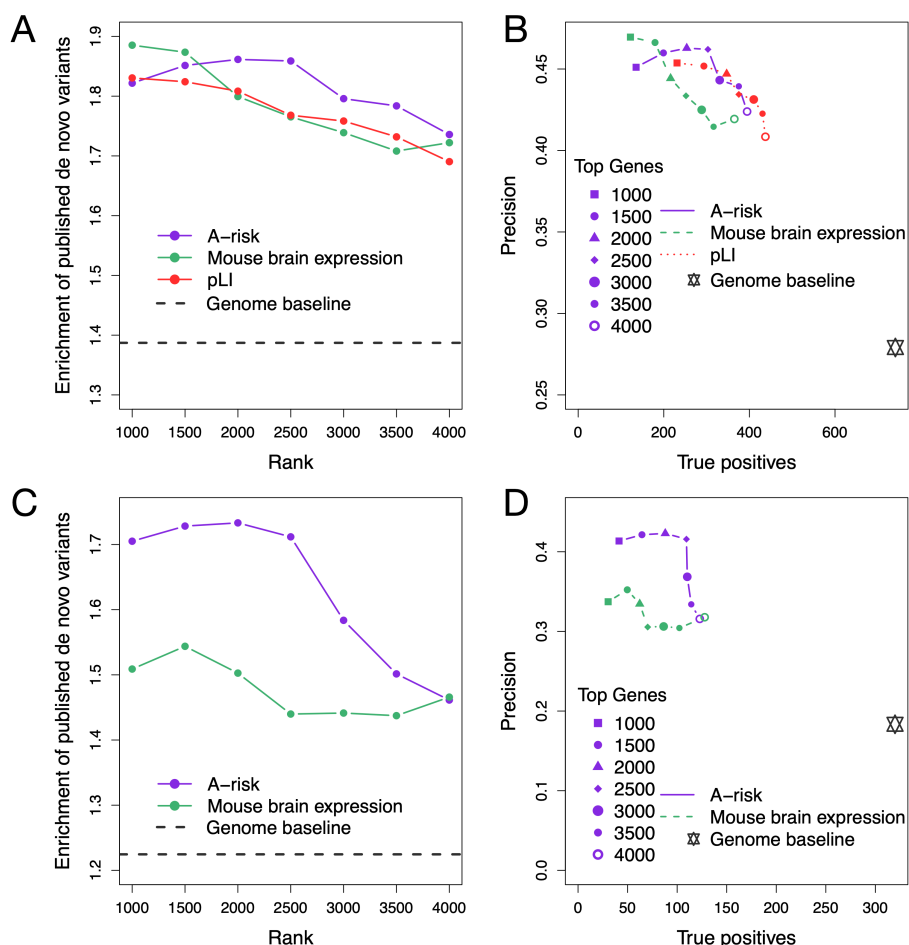 A
Enrichment of published de novo variants
1.9
1.8
1.7
1.6
1.5
1.4
1.3
A−risk
Mouse brain expression
pLI
Genome baseline
1000 1500 2000 2500 3000 3500 4000
Rank
B
Precision
0.45
0.40
0.35
0.30
0.25
Top Genes
1000
1500
2000
2500
3000
3500
4000
A−risk
Mouse brain expression
pLI
Genome baseline
0 200 400 600
True positives
C
Enrichment of published de novo variants
1.7
1.6
1.5
1.4
1.3
1.2
A−risk
Mouse brain expression
Genome baseline
1000 1500 2000 2500 3000 3500 4000
Rank
D
Precision
0.4
0.3
0.2
0.1
0.0
Top Genes
1000
1500
2000
2500
3000
3500
4000
A−risk
Mouse brain expression
Genome baseline
0 50 100 150 200 250 300
True positives